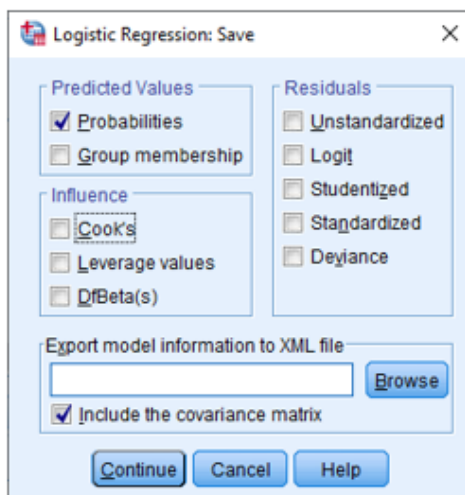 Logistic Regression: Save
Predicted Values
Probabilities
Group membership
Influence
Cook's
Leverage values
DfBeta(s)
Residuals
Unstandardized
Logit
Studentized
Standardized
Deviance
Export model information to XML file
Browse
Include the covariance matrix
Continue Cancel Help